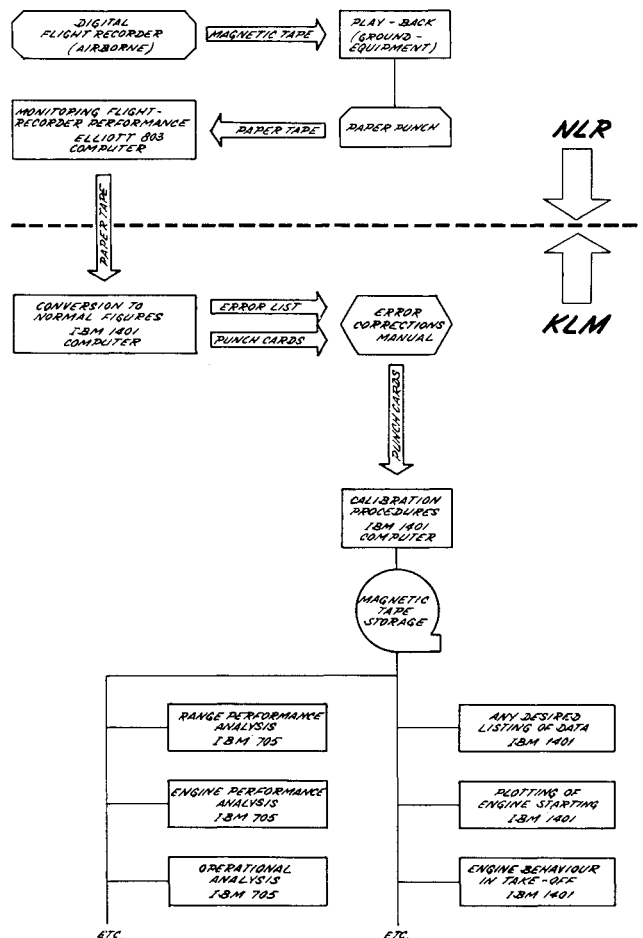 DIGITAL
FLIGHT RECORDER
(AIRBORNE)
MAGNETIC TAPE
PLAY-BACK
(GROUND-
EQUIPMENT)
MONITORING FLIGHT-
RECORDER PERFORMANCE
ELLIOTT 803
COMPUTER
PAPER TAPE
PAPER PUNCH
NLR
PAPER TAPE
KLM
CONVERSION TO
NORMAL FIGURES
IBM 1401
COMPUTER
ERROR LIST
PUNCH CARDS
ERROR
CORRECTIONS
MANUAL
PUNCH CARDS
CALIBRATION
PROCEDURES
IBM 1401
COMPUTER
MAGNETIC
TAPE
STORAGE
RANGE PERFORMANCE
ANALYSIS
IBM 705
ANY DESIRED
LISTING OF DATA
IBM 1401
ENGINE PERFORMANCE
ANALYSIS
IBM 705
PLOTTING OF
ENGINE STARTING
IBM 1401
OPERATIONAL
ANALYSIS
IBM 705
ENGINE BEHAVIOUR
IN TAKE-OFF
IBM 1401
ETC.
ETC.